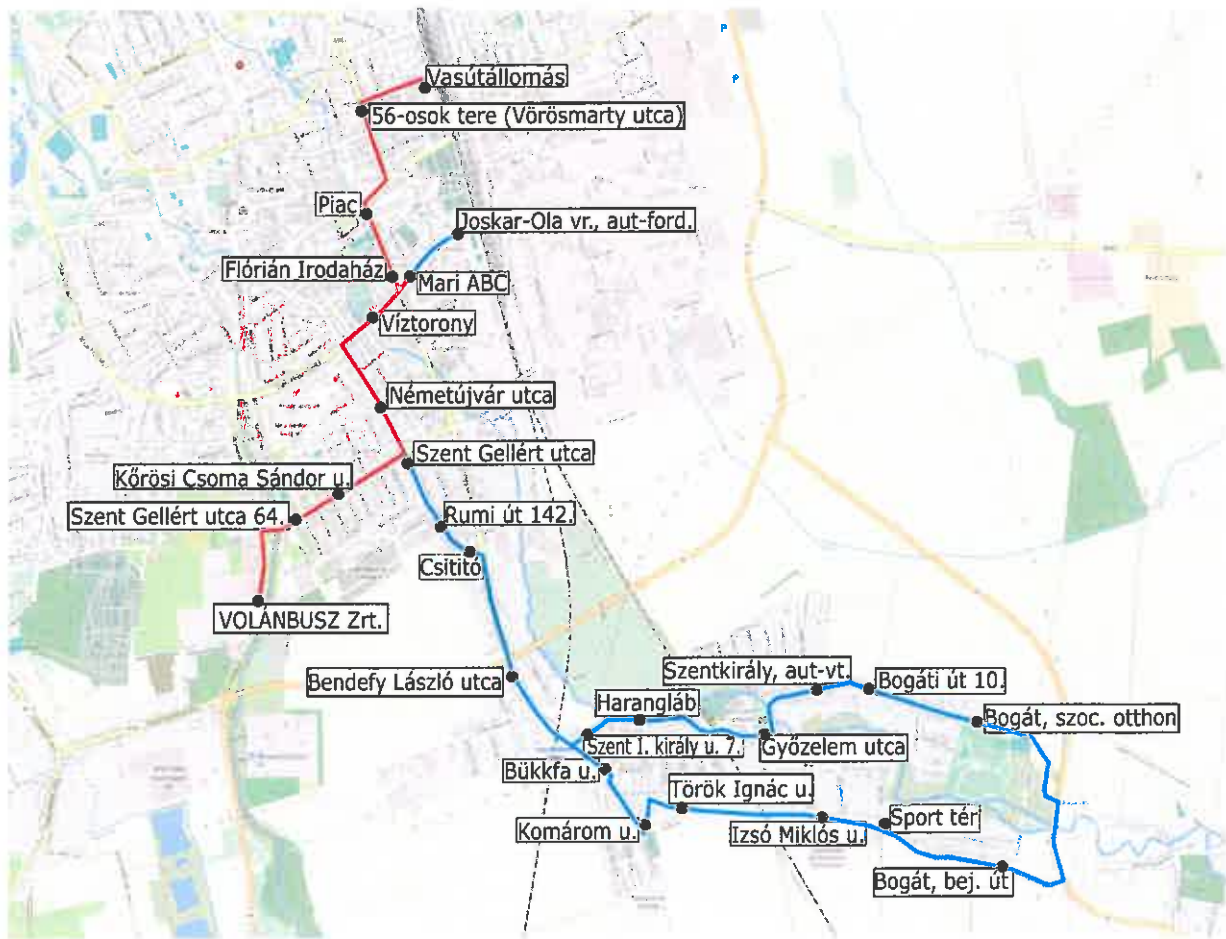 P
P
Vasútállomás
56-osok tere (Vörösmarty utca)
Piac
Joskar-Ola vr., aut-ford.
Flórián Irodaház
Mari ABC
Víztorony
Németújvár utca
Szent Gellért utca
Kőrösi Csoma Sándor u.
Szent Gellért utca 64.
Rumi út 142.
Csititó
VOLÁNBUSZ Zrt.
Bendefy László utca
Szentkirály, aut-vt.
Bogáti út 10.
Harangláb
Bogát, szoc. otthon
Szent I. király u. 7.
Győzelem utca
Bükkfa u.
Török Ignác u.
Komárom u.
Izsó Miklós u.
Sport tér
Bogát, bej. út